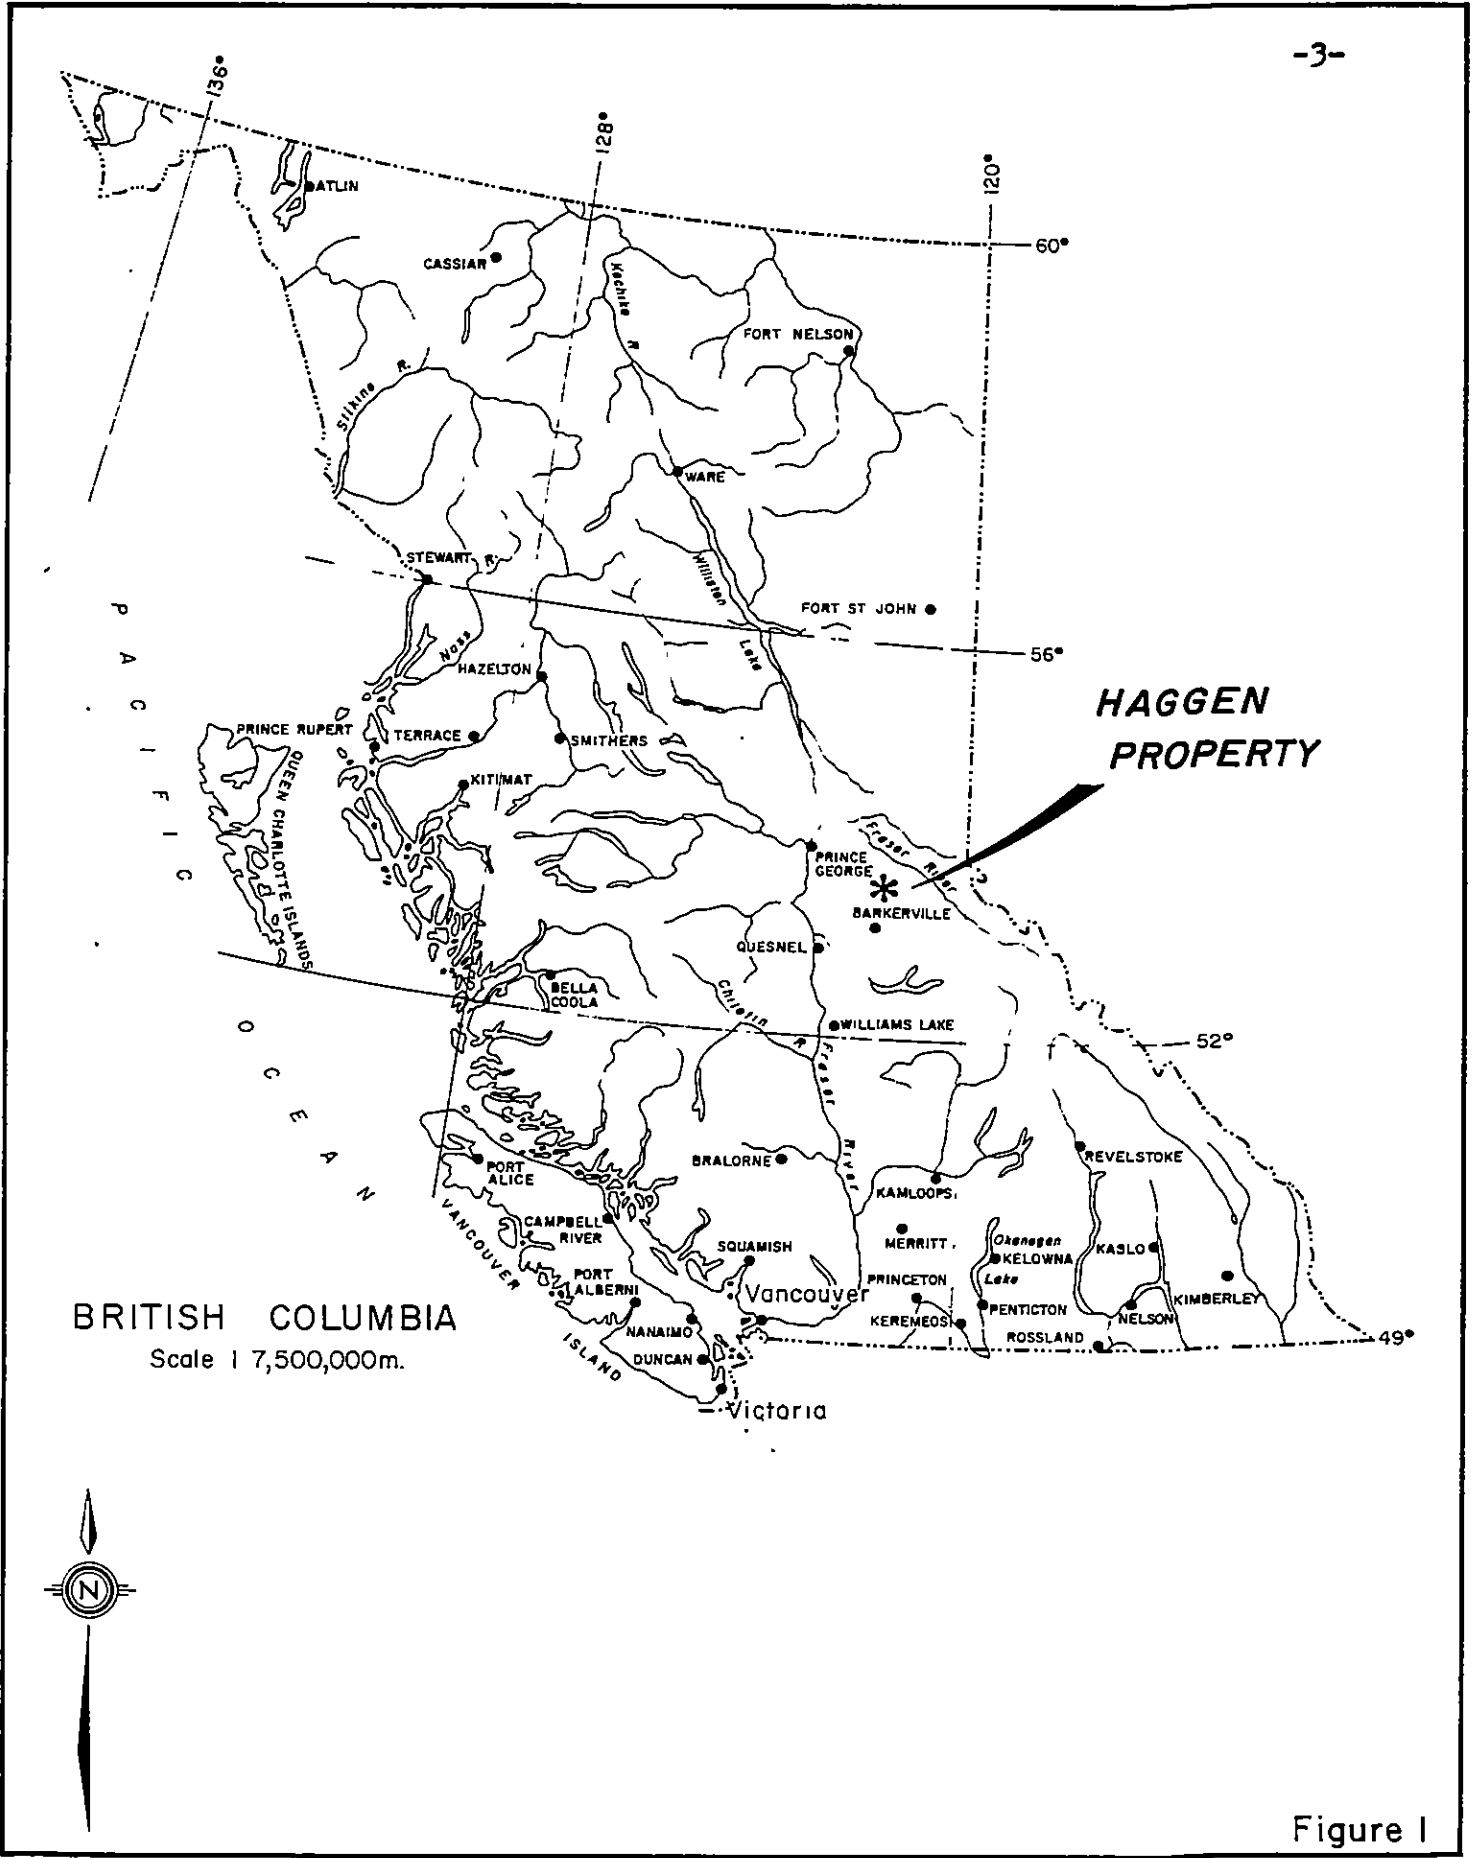 -3-
136°
128°
120°
ATLIN
60°
CASSIAR
Kechika
R
FORT NELSON
Stikine R.
WARE
STEWART
R.
Williston
FORT ST JOHN
Nass
Lake
56°
HAZELTON
HAGGEN
PROPERTY
PRINCE RUPERT
TERRACE
SMITHERS
KITIMAT
QUEEN CHARLOTTE ISLANDS
PACIFIC
OCEAN
Fraser River
PRINCE
GEORGE
BARKERVILLE
QUESNEL
BELLA
COOLA
Chilcotin
R
WILLIAMS LAKE
52°
Fraser
River
BRALORNE
REVELSTOKE
PORT
ALICE
KAMLOOPS
VANCOUVER
ISLAND
CAMPBELL
RIVER
MERRITT
Okanagan
KELOWNA
Lake
KASLO
SQUAMISH
PORT
ALBERNI
Vancouver
PRINCETON
PENTICTON
KIMBERLEY
KEREMEOS
NELSON
NANAIMO
ROSSLAND
49°
DUNCAN
Victoria
BRITISH COLUMBIA
Scale 1 7,500,000m.
N
Figure 1